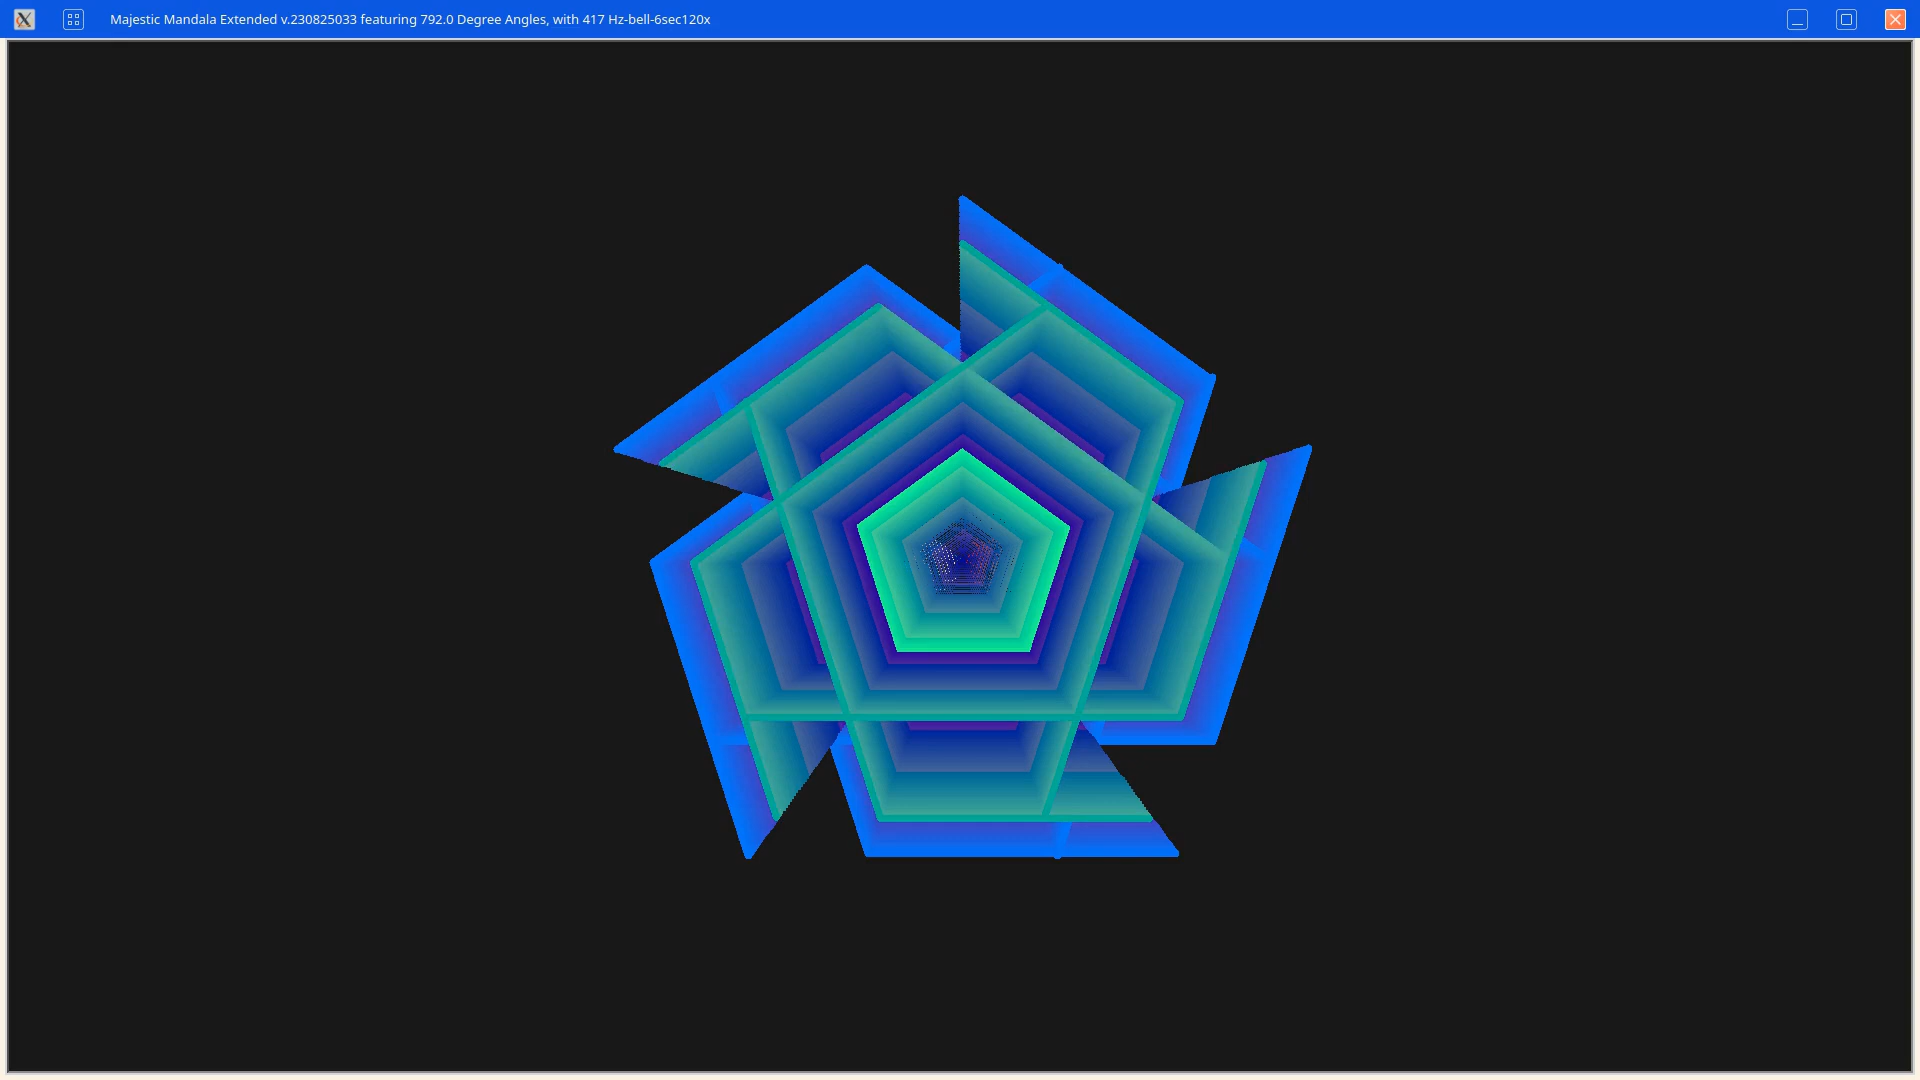 Majestic Mandala Extended v.230825033 featuring 792.0 Degree Angles, with 417 Hz-bell-6sec120x